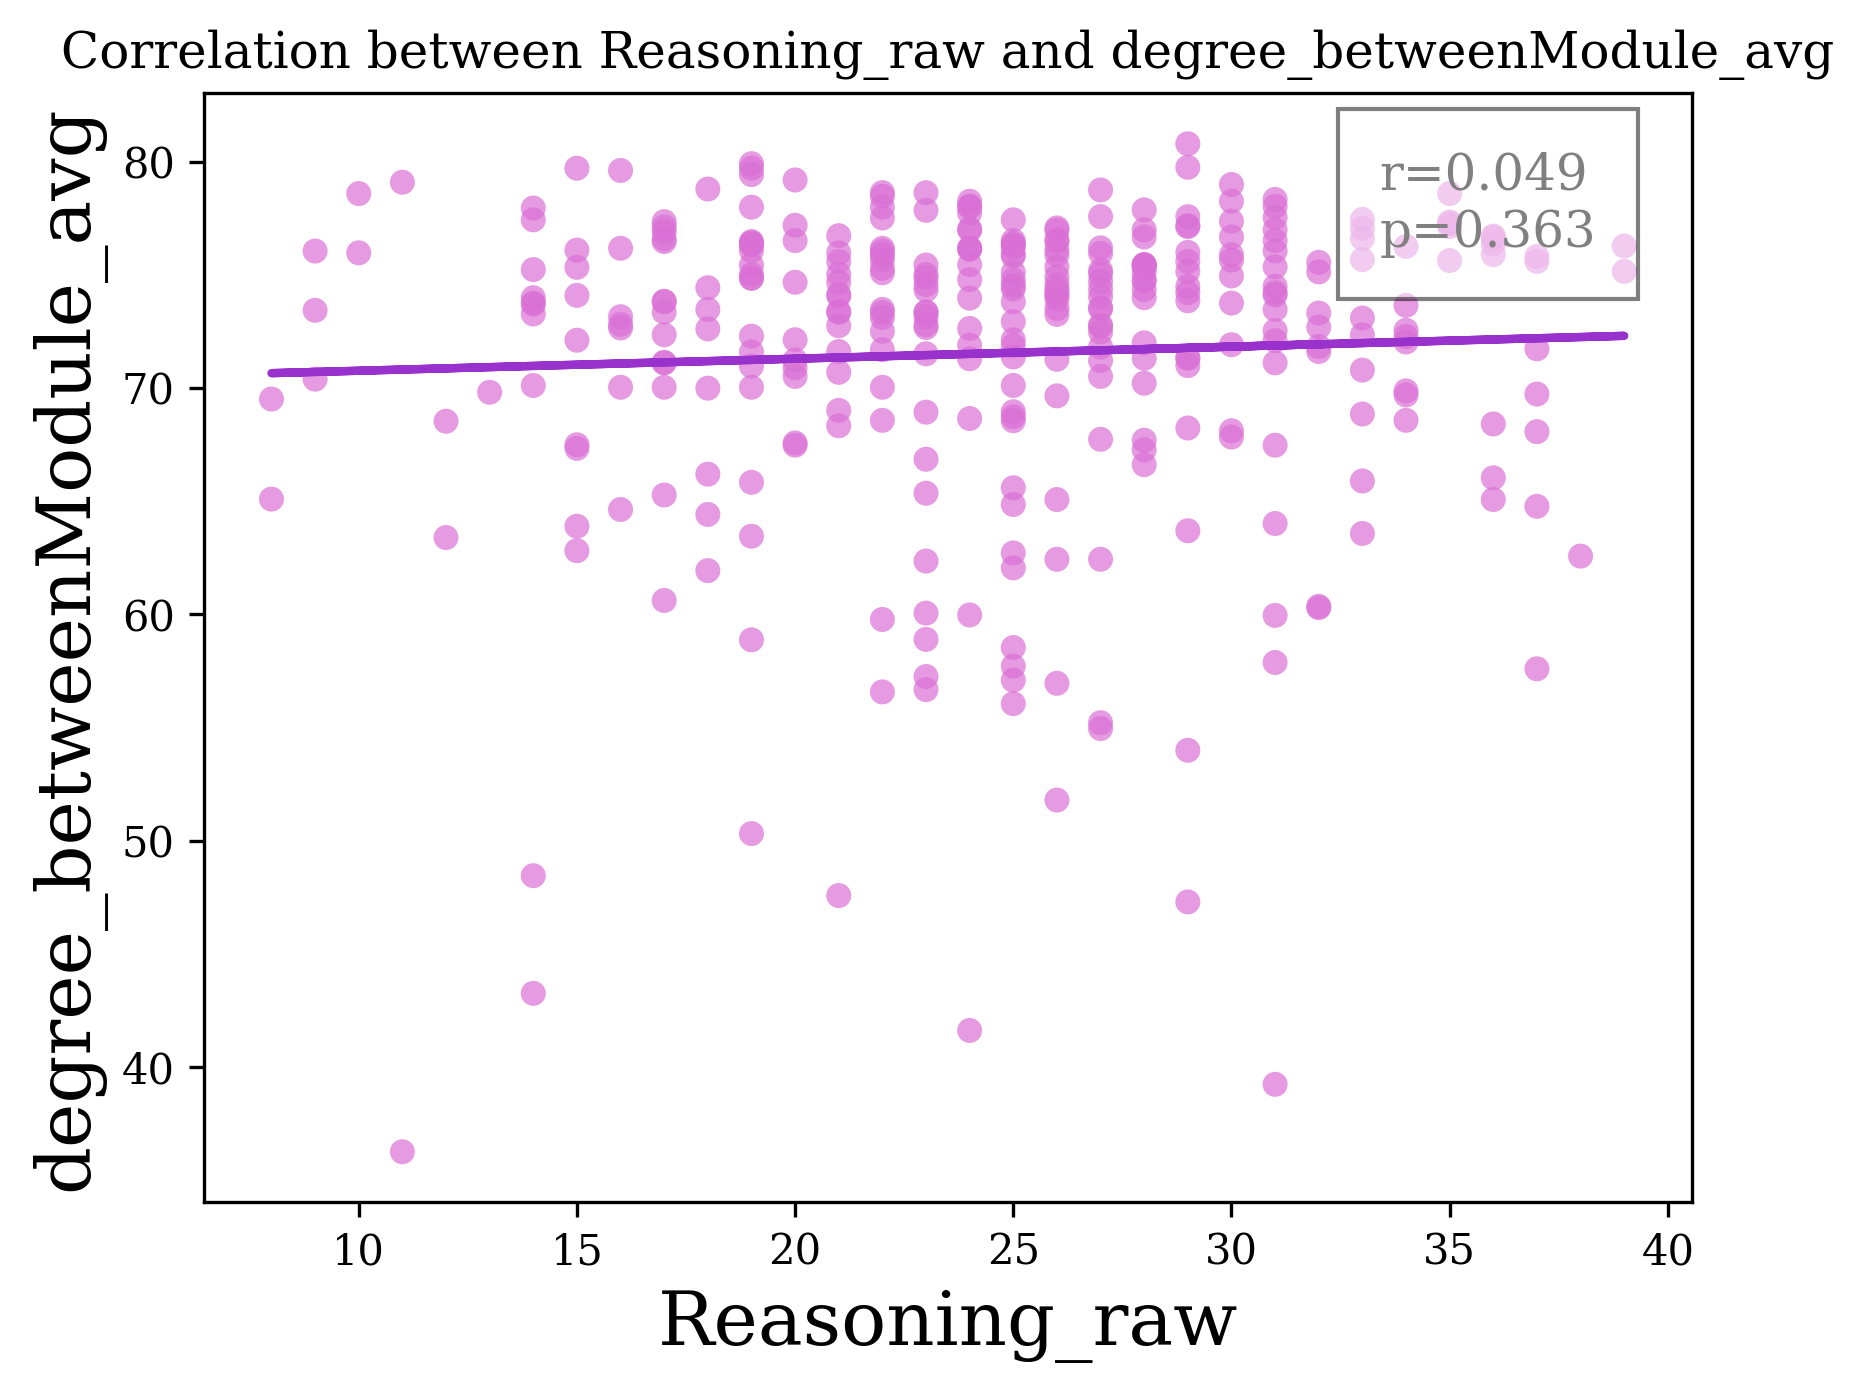 Correlation between Reasoning_raw and degree_betweenModule_avg
degree_betweenModule_avg
80
70
60
50
40
r=0.049
p=0.363
10
15
20
25
30
35
40
Reasoning_raw